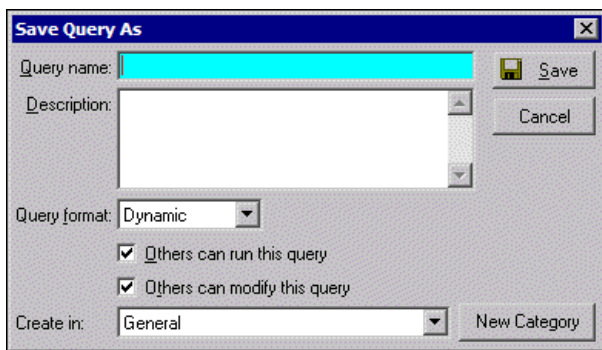 Save Query As
Query name:
Save
Description:
Cancel
Query format: Dynamic
Others can run this query
Others can modify this query
Create in: General
New Category